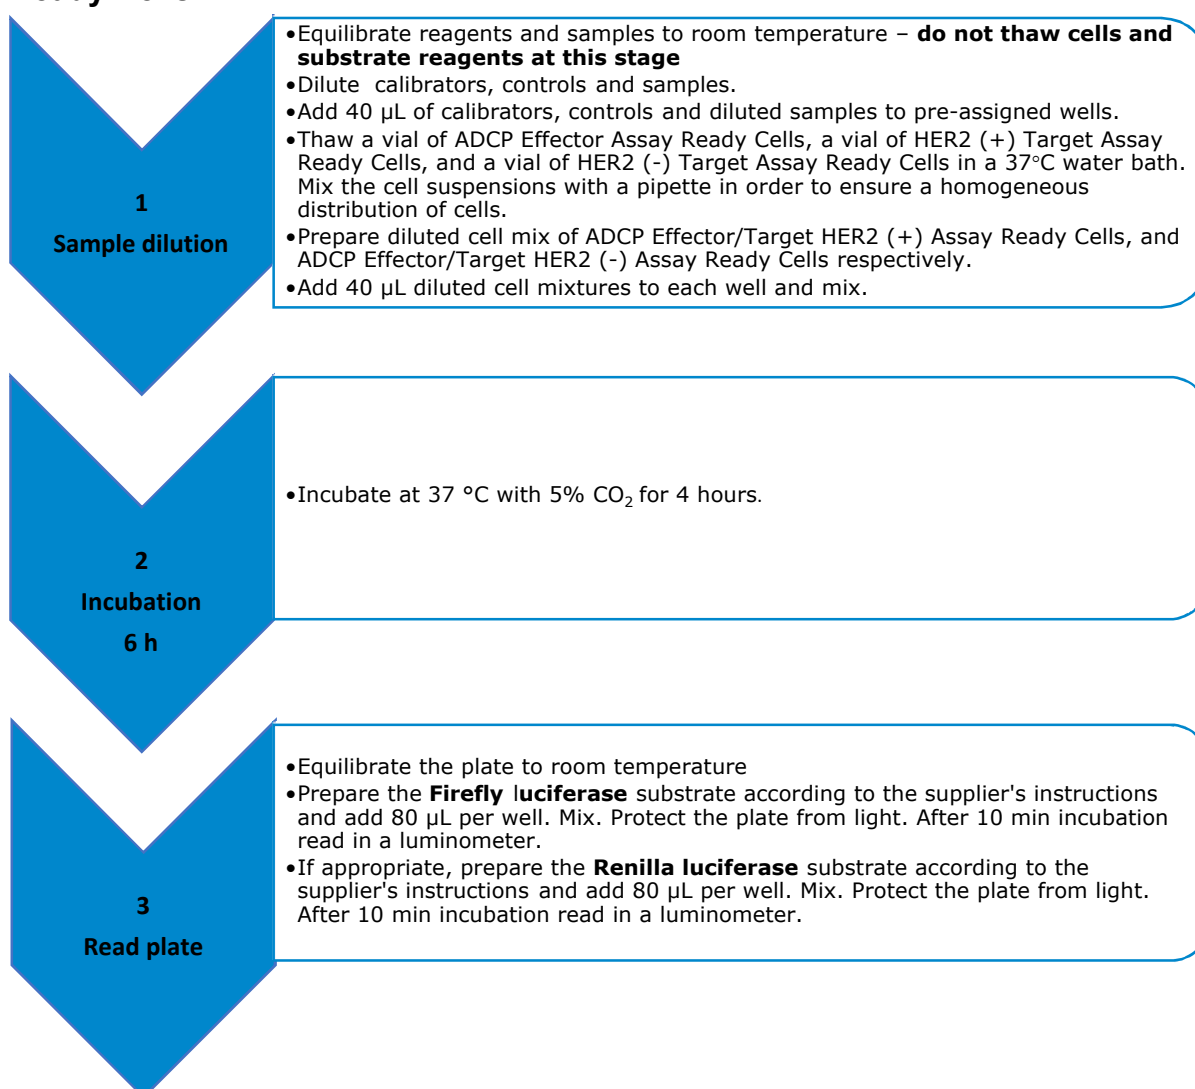 1
Sample dilution
•Equilibrate reagents and samples to room temperature – do not thaw cells and
substrate reagents at this stage
•Dilute calibrators, controls and samples.
•Add 40 µL of calibrators, controls and diluted samples to pre-assigned wells.
•Thaw a vial of ADCP Effector Assay Ready Cells, a vial of HER2 (+) Target Assay
Ready Cells, and a vial of HER2 (-) Target Assay Ready Cells in a 37°C water bath.
Mix the cell suspensions with a pipette in order to ensure a homogeneous
distribution of cells.
•Prepare diluted cell mix of ADCP Effector/Target HER2 (+) Assay Ready Cells, and
ADCP Effector/Target HER2 (-) Assay Ready Cells respectively.
•Add 40 µL diluted cell mixtures to each well and mix.
2
Incubation
6 h
•Incubate at 37 °C with 5% CO₂ for 4 hours.
3
Read plate
•Equilibrate the plate to room temperature
•Prepare the Firefly luciferase substrate according to the supplier's instructions
and add 80 µL per well. Mix. Protect the plate from light. After 10 min incubation
read in a luminometer.
•If appropriate, prepare the Renilla luciferase substrate according to the
supplier's instructions and add 80 µL per well. Mix. Protect the plate from light.
After 10 min incubation read in a luminometer.